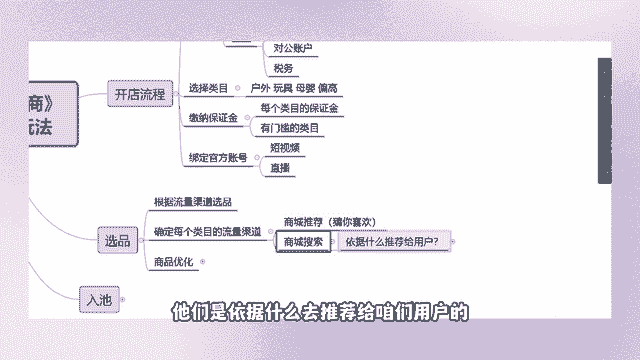 对公账户
税务
商》
玩法
开店流程
选择类目
户外 玩具 母婴 偏高
缴纳保证金
每个类目的保证金
有门槛的类目
绑定官方账号
短视频
直播
选品
根据流量渠道选品
确定每个类目的流量渠道
商城推荐（猜你喜欢）
商城搜索
依据什么推荐给用户？
商品优化
入池
他们是依据什么去推荐给咱们用户的